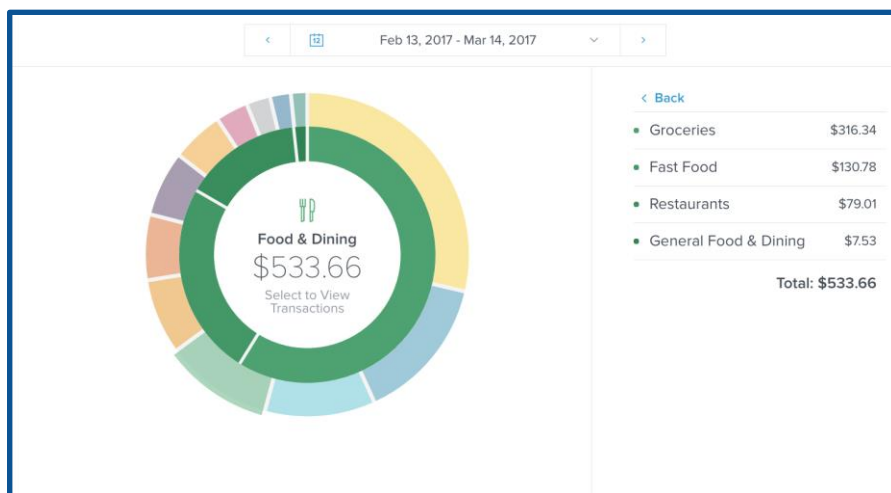 12
Feb 13, 2017 - Mar 14, 2017
Food & Dining
$533.66
Select to View
Transactions
Back
Groceries $316.34
Fast Food $130.78
Restaurants $79.01
General Food & Dining $7.53
Total: $533.66